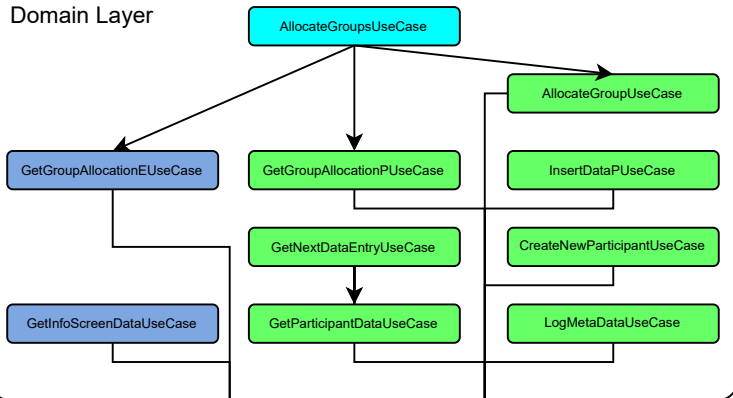 Domain Layer
AllocateGroupsUseCase
AllocateGroupUseCase
GetGroupAllocationEUseCase
GetGroupAllocationPUseCase
InsertDataPUseCase
GetNextDataEntryUseCase
CreateNewParticipantUseCase
GetInfoScreenDataUseCase
GetParticipantDataUseCase
LogMetaDataUseCase